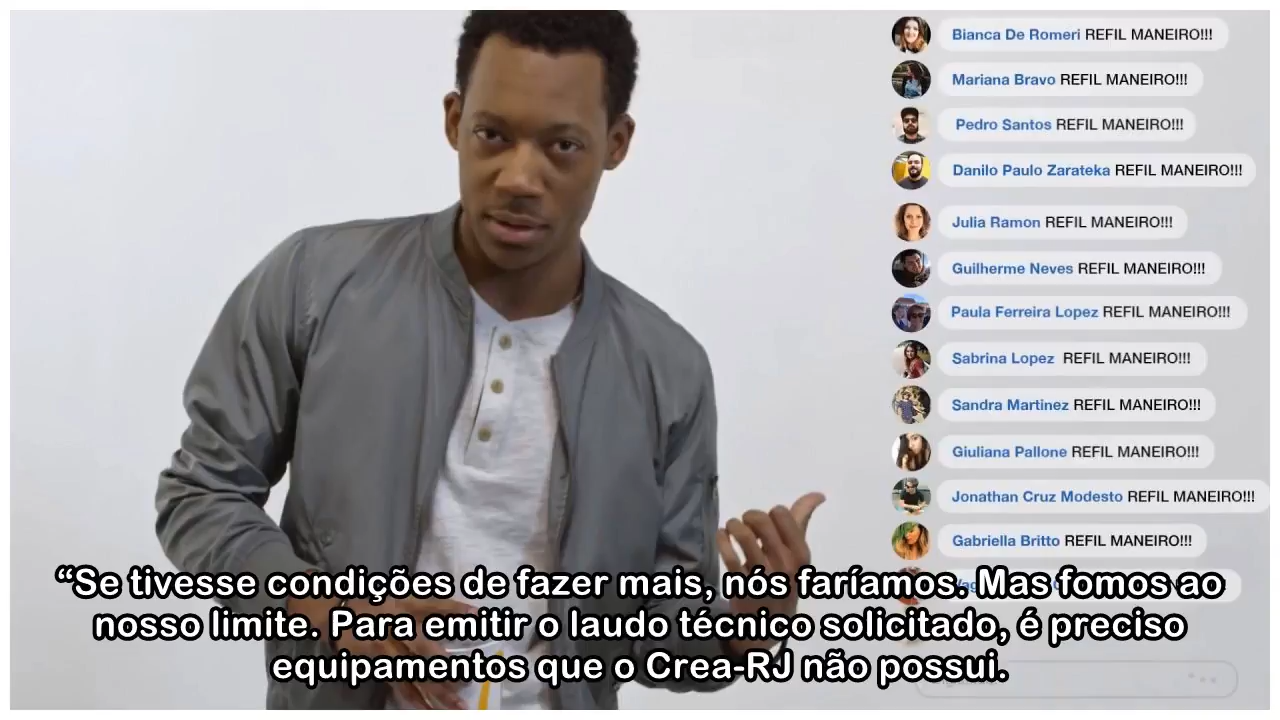 Bianca De Romeri REFIL MANEIRO!!!
Mariana Bravo REFIL MANEIRO!!!
Pedro Santos REFIL MANEIRO!!!
Danilo Paulo Zarateka REFIL MANEIRO!!!
Julia Ramon REFIL MANEIRO!!!
Guilherme Neves REFIL MANEIRO!!!
Paula Ferreira Lopez REFIL MANEIRO!!!
Sabrina Lopez REFIL MANEIRO!!!
Sandra Martinez REFIL MANEIRO!!!
Giuliana Pallone REFIL MANEIRO!!!
Jonathan Cruz Modesto REFIL MANEIRO!!!
Gabriella Britto REFIL MANEIRO!!!
“Se tivesse condições de fazer mais, nós faríamos. Mas fomos ao
nosso limite. Para emitir o laudo técnico solicitado, é preciso
equipamentos que o Crea-RJ não possui.